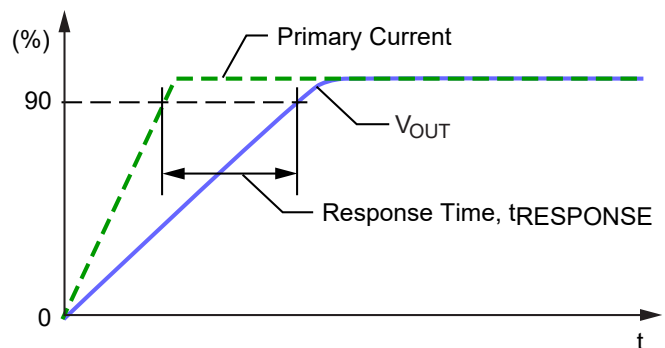 (%)
Primary Current
90
VOUT
Response Time, tRESPONSE
0
t